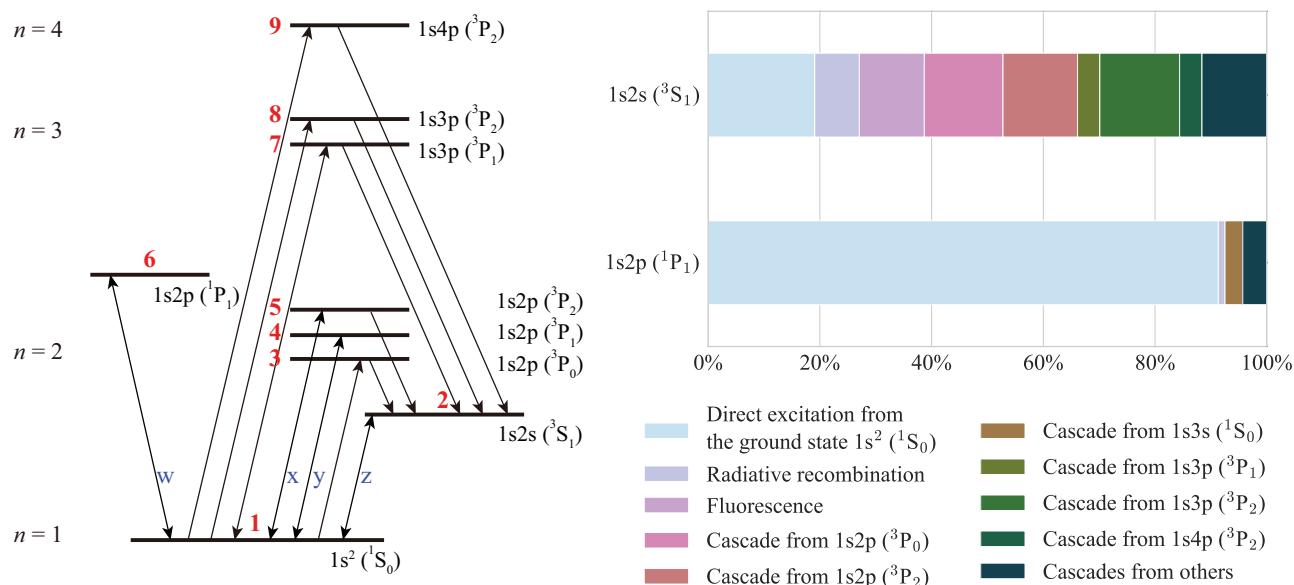 n = 4
9
1s4p (³P₂)
8
1s3p (³P₂)
n = 3
7
1s3p (³P₁)
6
1s2p (¹P₁)
5
1s2p (³P₂)
4
1s2p (³P₁)
n = 2
3
1s2p (³P₀)
2
1s2s (³S₁)
w
x
y
z
n = 1
1
1s² (¹S₀)
1s2s (³S₁)
1s2p (¹P₁)
0%
20%
40%
60%
80%
100%
Direct excitation from
the ground state 1s² (¹S₀)
Radiative recombination
Fluorescence
Cascade from 1s2p (³P₀)
Cascade from 1s2p (³P₂)
Cascade from 1s3s (¹S₀)
Cascade from 1s3p (³P₁)
Cascade from 1s3p (³P₂)
Cascade from 1s4p (³P₂)
Cascades from others